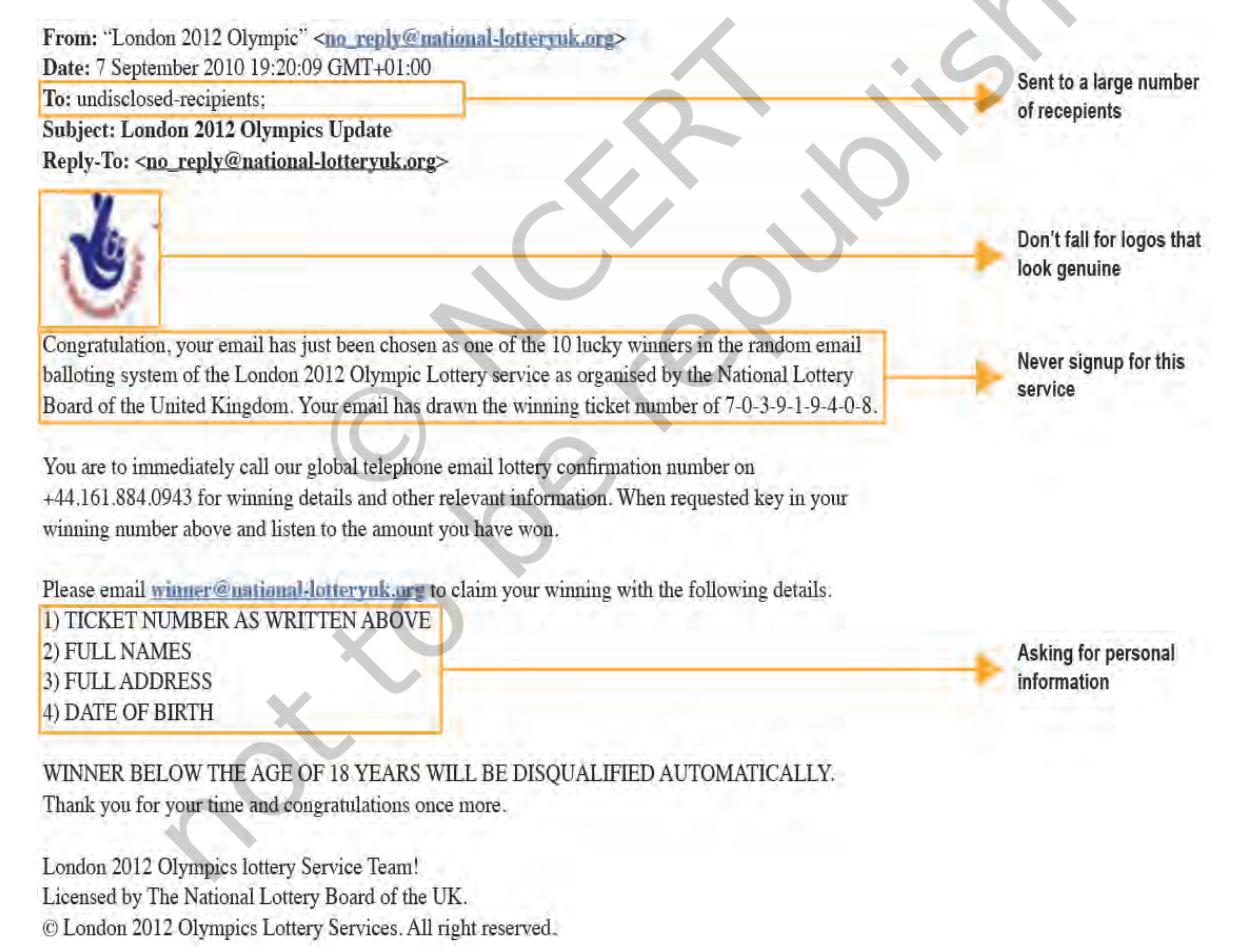 From: “London 2012 Olympic” <no_reply@national-lotteryuk.org>
Date: 7 September 2010 19:20:09 GMT+01:00
To: undisclosed-recipients;
Subject: London 2012 Olympics Update
Reply-To: <no_reply@national-lotteryuk.org>
Sent to a large number
of recepients
Don't fall for logos that
look genuine
Congratulation, your email has just been chosen as one of the 10 lucky winners in the random email
balloting system of the London 2012 Olympic Lottery service as organised by the National Lottery
Board of the United Kingdom. Your email has drawn the winning ticket number of 7-0-3-9-1-9-4-0-8.
Never signup for this
service
You are to immediately call our global telephone email lottery confirmation number on
+44.161.884.0943 for winning details and other relevant information. When requested key in your
winning number above and listen to the amount you have won.
Please email winner@national-lotteryuk.org to claim your winning with the following details.
1) TICKET NUMBER AS WRITTEN ABOVE
2) FULL NAMES
3) FULL ADDRESS
4) DATE OF BIRTH
Asking for personal
information
WINNER BELOW THE AGE OF 18 YEARS WILL BE DISQUALIFIED AUTOMATICALLY.
Thank you for your time and congratulations once more.
London 2012 Olympics lottery Service Team!
Licensed by The National Lottery Board of the UK.
© London 2012 Olympics Lottery Services. All right reserved.
© NCERT
not to be republish